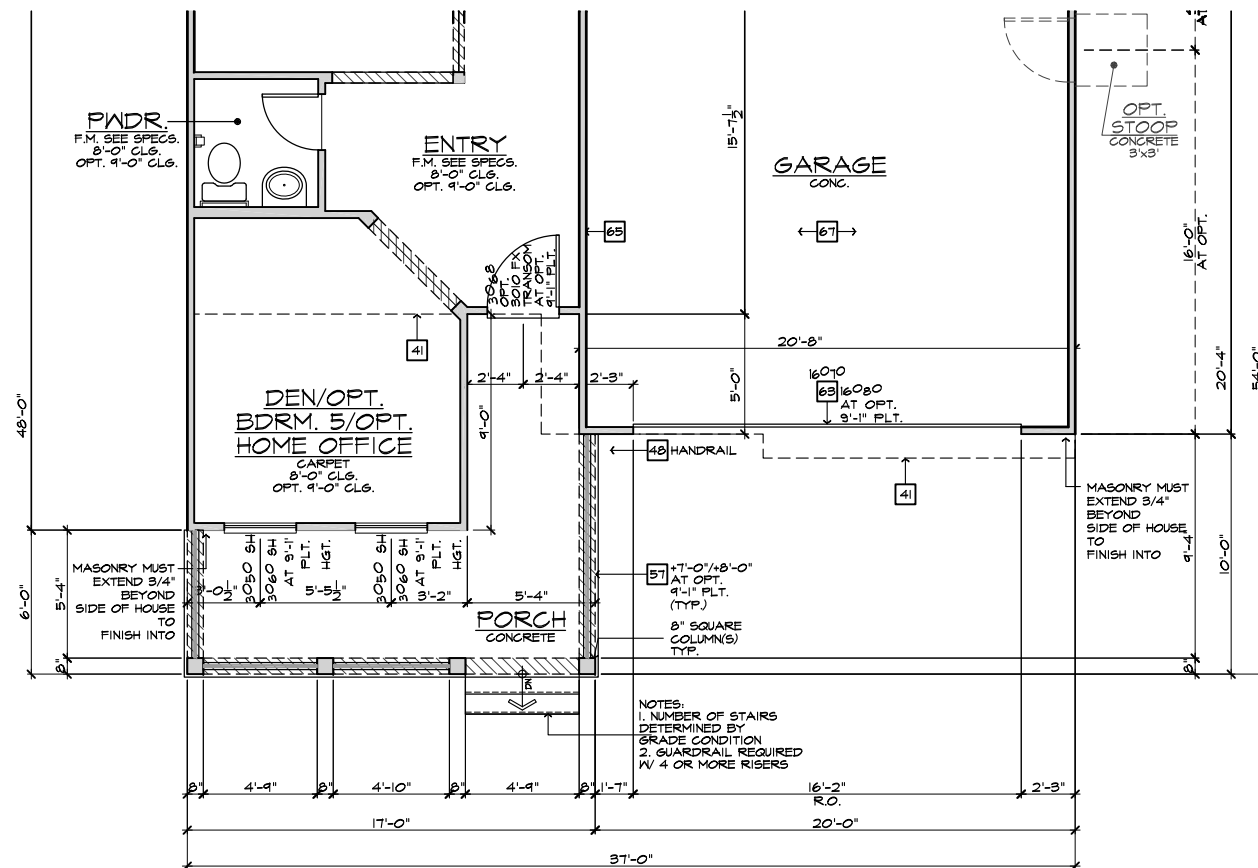 PWDR.
F.M. SEE SPECS.
8'-0" CLG.
OPT. 9'-0" CLG.
ENTRY
F.M. SEE SPECS.
8'-0" CLG.
OPT. 9'-0" CLG.
15'-7 1/2"
GARAGE
CONC.
OPT.
STOOP
CONCRETE
3'x3'
65
67
16'-0"
AT OPT.
3068
OPT.
3010 FX
TRANSOM
AT OPT.
9'-1" PLT.
41
20'-8"
2'-4"
2'-4"
2'-3"
5'-0"
16070
63
16080
AT OPT.
9'-1" PLT.
20'-4"
54'-0"
48'-0"
DEN/OPT.
BDRM. 5/OPT.
HOME OFFICE
CARPET
8'-0" CLG.
OPT. 9'-0" CLG.
9'-0"
48 HANDRAIL
41
MASONRY MUST
EXTEND 3/4"
BEYOND
SIDE OF HOUSE
TO
FINISH INTO
9'-4"
10'-0"
MASONRY MUST
EXTEND 3/4"
BEYOND
SIDE OF HOUSE
TO
FINISH INTO
6'-0"
5'-4"
8"
3050 SH
3060 SH
AT 9'-1"
PLT.
HGT.
3050 SH
3060 SH
AT 9'-1"
PLT.
HGT.
3'-0 1/2"
5'-5 1/2"
3'-2"
5'-4"
PORCH
CONCRETE
57
+7'-0"/+8'-0"
AT OPT.
9'-1" PLT.
(TYP.)
8" SQUARE
COLUMN(S)
TYP.
8"
DN
NOTES:
1. NUMBER OF STAIRS
DETERMINED BY
GRADE CONDITION
2. GUARDRAIL REQUIRED
W/ 4 OR MORE RISERS
8"
4'-9"
8"
4'-10"
8"
4'-9"
8"
1'-7"
16'-2"
R.O.
2'-3"
17'-0"
20'-0"
37'-0"